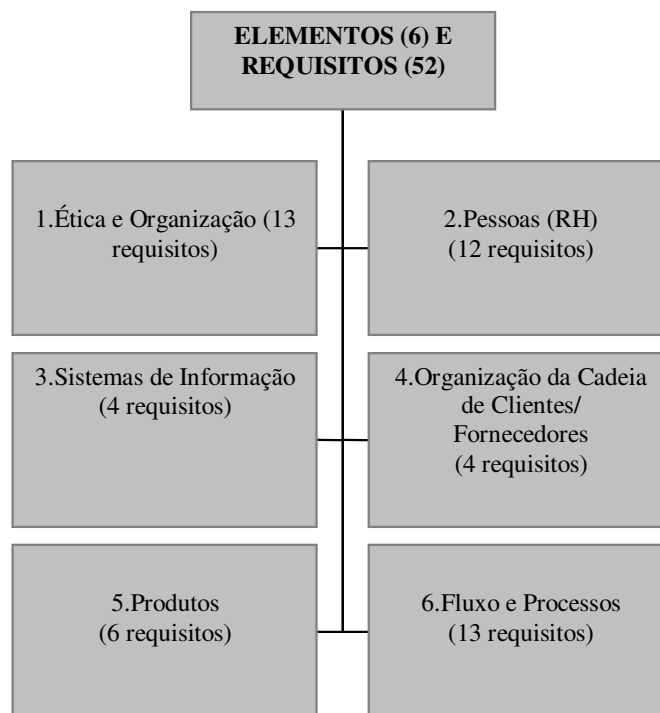 ELEMENTOS (6) E
REQUISITOS (52)
1.Ética e Organização (13
requisitos)
2.Pessoas (RH)
(12 requisitos)
3.Sistemas de Informação
(4 requisitos)
4.Organização da Cadeia
de Clientes/
Fornecedores
(4 requisitos)
5.Produtos
(6 requisitos)
6.Fluxo e Processos
(13 requisitos)